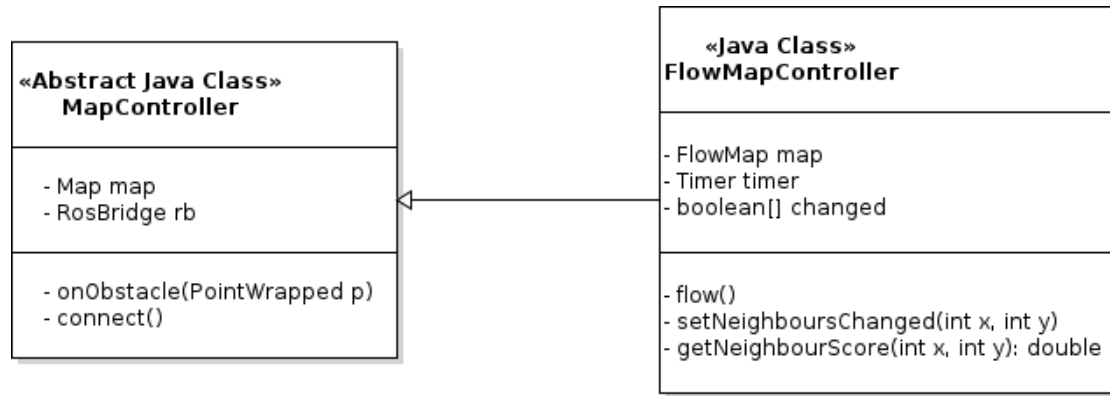 «Abstract Java Class»
MapController
- Map map
- RosBridge rb
- onObstacle(PointWrapped p)
- connect()
«Java Class»
FlowMapController
- FlowMap map
- Timer timer
- boolean[] changed
- flow()
- setNeighboursChanged(int x, int y)
- getNeighbourScore(int x, int y): double